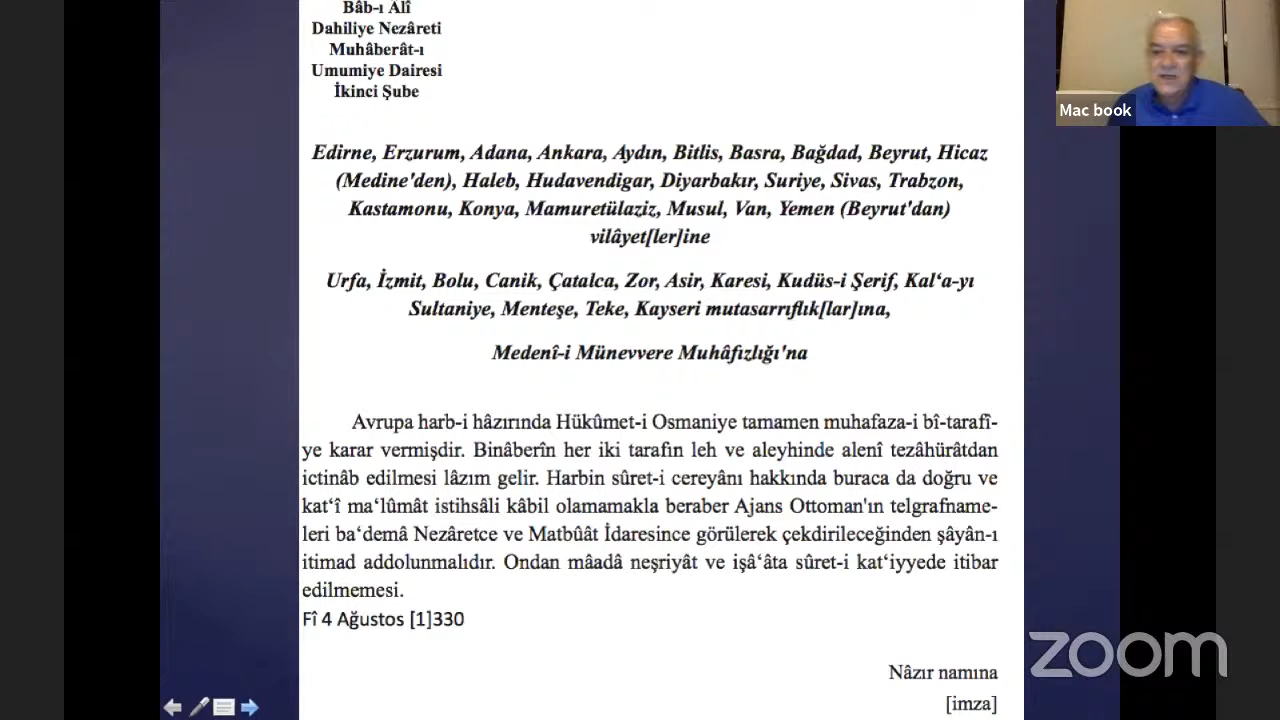 Bâb-ı Alî
Dahiliye Nezâreti
Muhâberât-ı
Umumiye Dairesi
İkinci Şube
Mac book
Edirne, Erzurum, Adana, Ankara, Aydın, Bitlis, Basra, Bağdad, Beyrut, Hicaz
(Medine'den), Haleb, Hudavendigar, Diyarbakır, Suriye, Sivas, Trabzon,
Kastamonu, Konya, Mamuretülaziz, Musul, Van, Yemen (Beyrut'dan)
vilâyet[ler]ine
Urfa, İzmit, Bolu, Canik, Çatalca, Zor, Asir, Karesi, Kudüs-i Şerif, Kal‘a-yı
Sultaniye, Menteşe, Teke, Kayseri mutasarrıflık[lar]ına,
Medenî-i Münevvere Muhâfızlığı'na
Avrupa harb-i hâzırında Hükûmet-i Osmaniye tamamen muhafaza-i bî-tarafî-
ye karar vermişdir. Binâberîn her iki tarafın leh ve aleyhinde alenî tezâhürâtdan
ictinâb edilmesi lâzım gelir. Harbin sûret-i cereyânı hakkında buraca da doğru ve
kat‘î ma‘lûmât istihsâli kâbil olamamakla beraber Ajans Ottoman'ın telgrafname-
leri ba‘demâ Nezâretce ve Matbûât İdaresince görülerek çekdirileceğinden şâyân-ı
itimad addolunmalıdır. Ondan mâadâ neşriyât ve işâ‘âta sûret-i kat‘iyyede itibar
edilmemesi.
Fî 4 Ağustos [1]330
Nâzır namına
[imza]
zoom